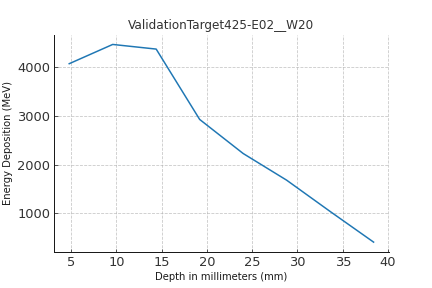 ValidationTarget425-E02__W20
Energy Deposition (MeV)
4000
3000
2000
1000
5 10 15 20 25 30 35 40
Depth in millimeters (mm)